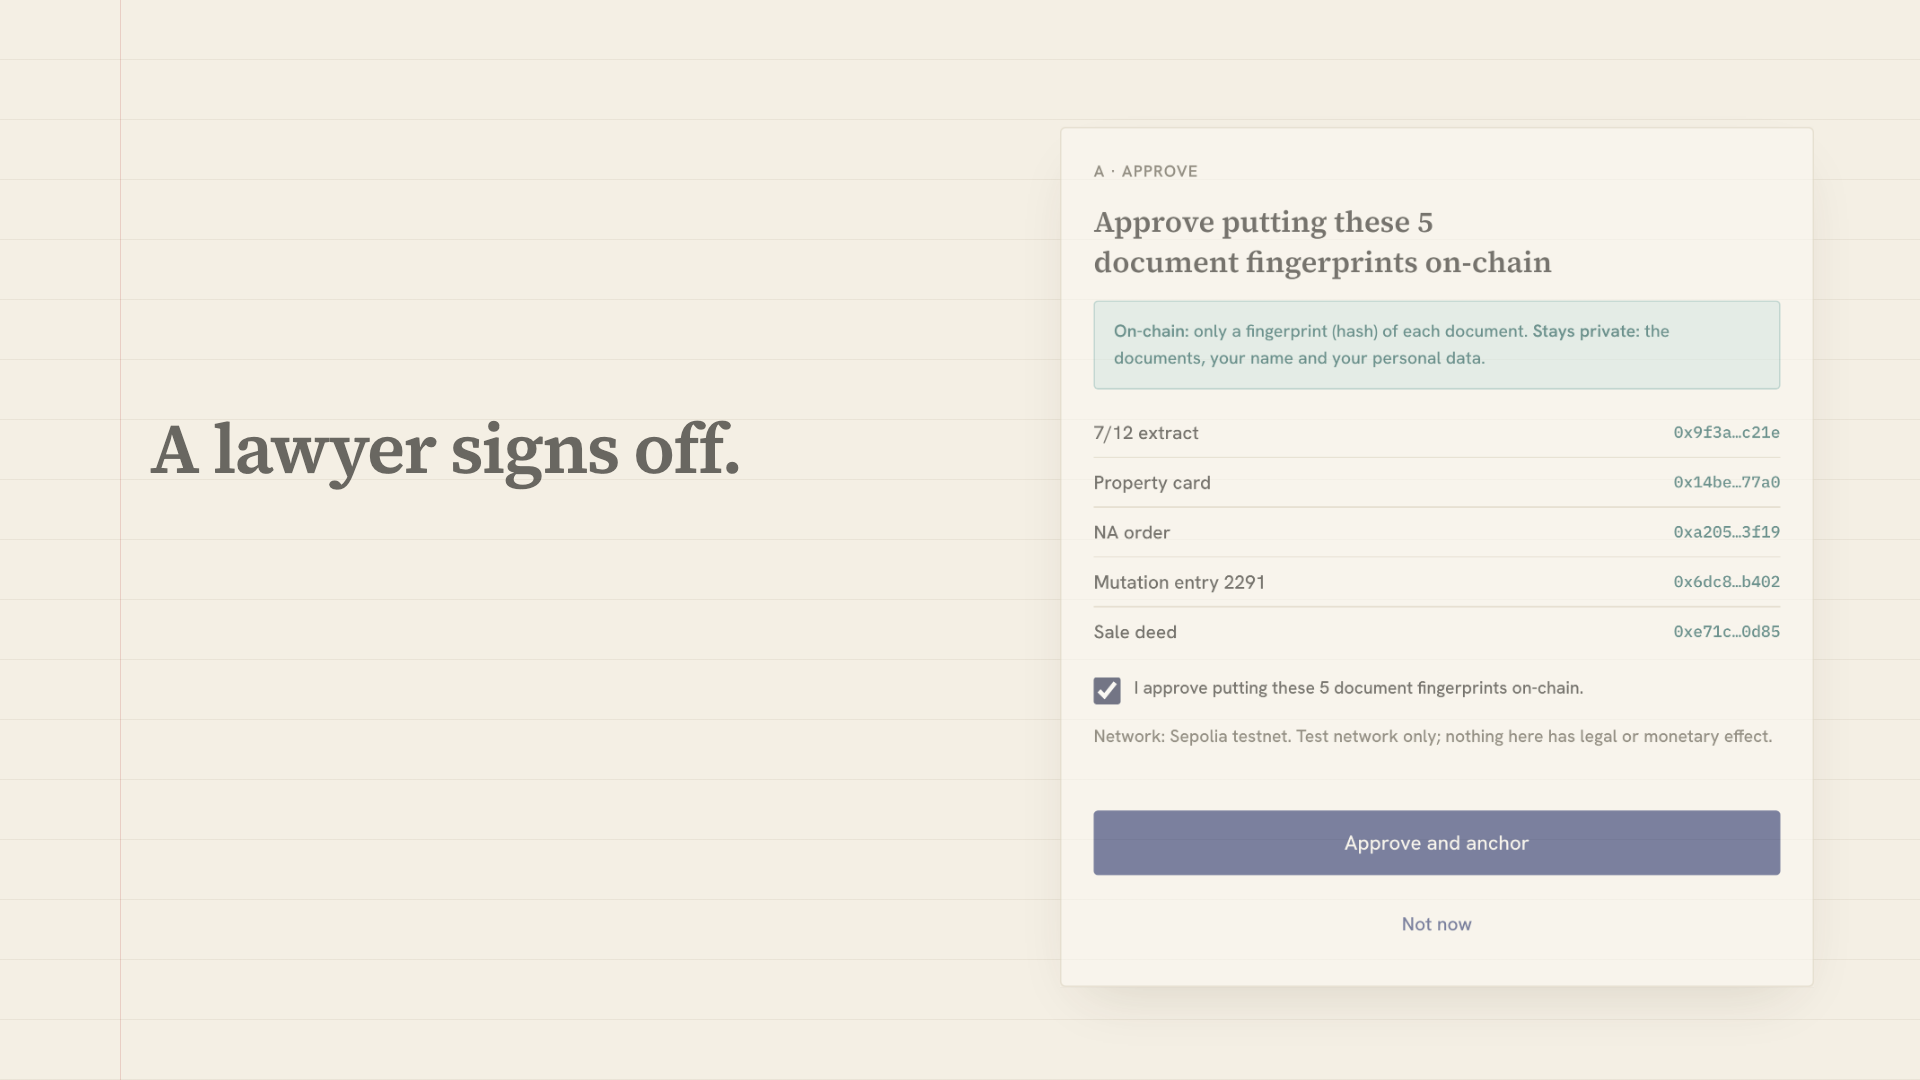 A lawyer signs off.
A · APPROVE
Approve putting these 5
document fingerprints on-chain
On-chain: only a fingerprint (hash) of each document. Stays private: the
documents, your name and your personal data.
7/12 extract 0x9f3a…c21e
Property card 0x14be…77a0
NA order 0xa205…3f19
Mutation entry 2291 0x6dc8…b402
Sale deed 0xe71c…0d85
I approve putting these 5 document fingerprints on-chain.
Network: Sepolia testnet. Test network only; nothing here has legal or monetary effect.
Approve and anchor
Not now